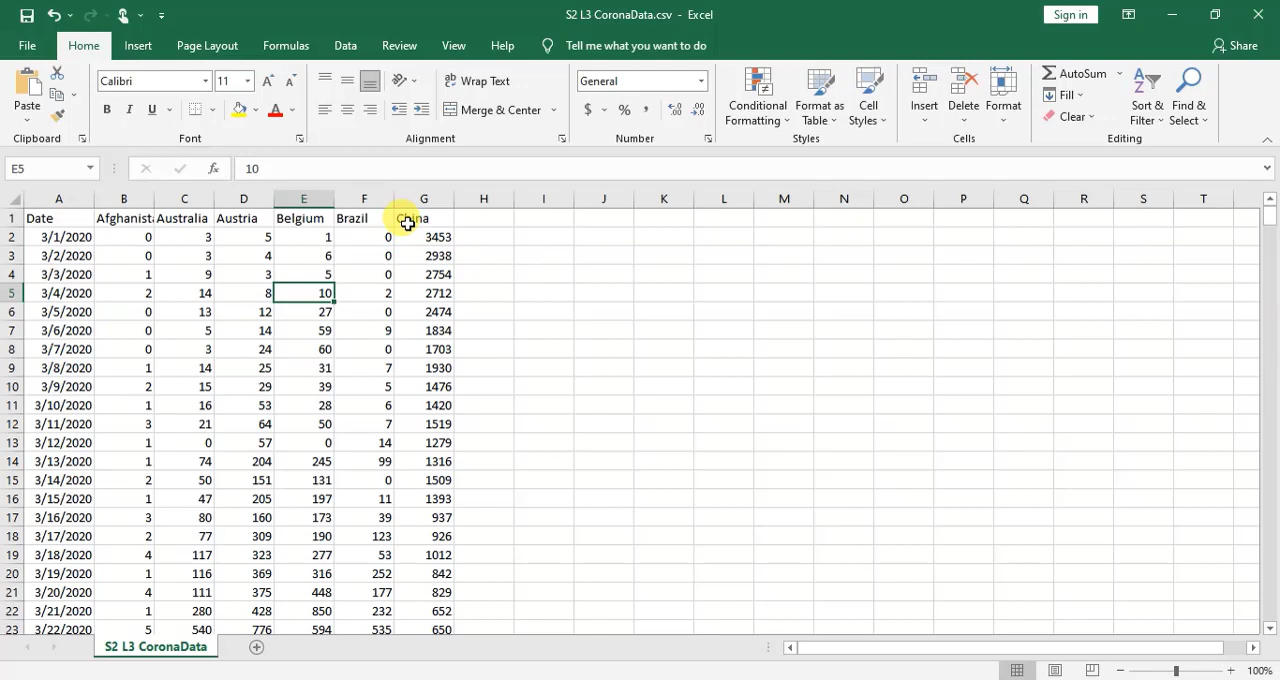 S2 L3 CoronaData.csv - Excel
Sign in
File Home Insert Page Layout Formulas Data Review View Help Tell me what you want to do Share
Calibri 11 Wrap Text General AutoSum
Paste Merge & Center $ % , Conditional Formatting Format as Table Cell Styles Insert Delete Format Fill Sort & Filter Find & Select
B I U A Clear
Clipboard Font Alignment Number Styles Cells Editing
E5 fx 10
A B C D E F G H I J K L M N O P Q R S T
1 Date Afghanista Australia Austria Belgium Brazil China
2 3/1/2020 0 3 5 1 0 3453
3 3/2/2020 0 3 4 6 0 2938
4 3/3/2020 1 9 3 5 0 2754
5 3/4/2020 2 14 8 10 2 2712
6 3/5/2020 0 13 12 27 0 2474
7 3/6/2020 0 5 14 59 9 1834
8 3/7/2020 0 3 24 60 0 1703
9 3/8/2020 1 14 25 31 7 1930
10 3/9/2020 2 15 29 39 5 1476
11 3/10/2020 1 16 53 28 6 1420
12 3/11/2020 3 21 64 50 7 1519
13 3/12/2020 1 0 57 0 14 1279
14 3/13/2020 1 74 204 245 99 1316
15 3/14/2020 2 50 151 131 0 1509
16 3/15/2020 1 47 205 197 11 1393
17 3/16/2020 3 80 160 173 39 937
18 3/17/2020 2 77 309 190 123 926
19 3/18/2020 4 117 323 277 53 1012
20 3/19/2020 1 116 369 316 252 842
21 3/20/2020 4 111 375 448 177 829
22 3/21/2020 1 280 428 850 232 652
23 3/22/2020 5 540 776 594 535 650
S2 L3 CoronaData
100%